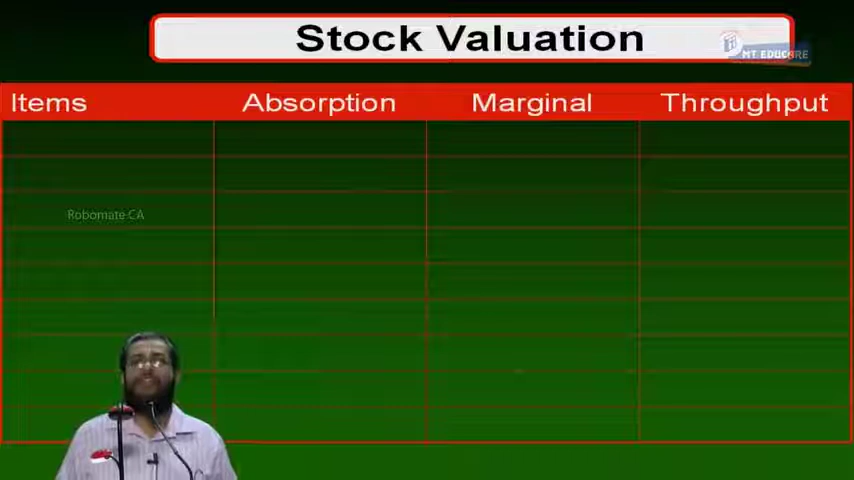 Stock Valuation
MT EDUCARE
Items Absorption Marginal Throughput
Robomate CA